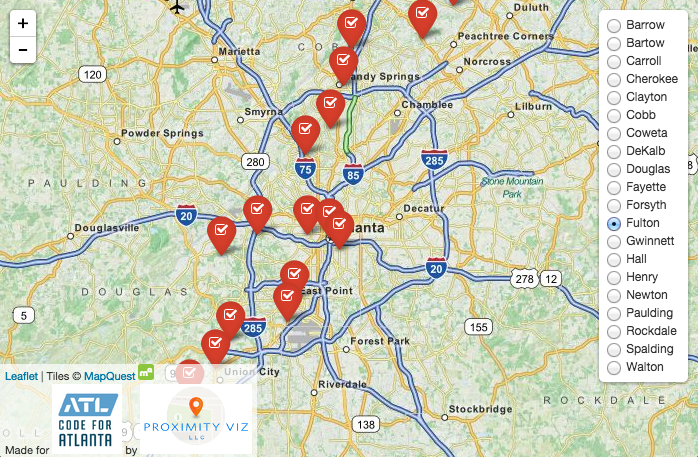 +
−
Duluth
Marietta
Peachtree Corners
COB
Norcross
120
andy Springs
Smyrna
Chamblee
Lilburn
Powder Springs
280
285
75
85
PAULDING
Stone Mountain
Park
20
Decatur
Douglasville
lanta
20
278
12
DOUGLAS
East Point
5
285
155
Forest Park
Union City
Riverdale
138
Stockbridge
ROCKDALE
Barrow
Bartow
Carroll
Cherokee
Clayton
Cobb
Coweta
DeKalb
Douglas
Fayette
Forsyth
Fulton
Gwinnett
Hall
Henry
Newton
Paulding
Rockdale
Spalding
Walton
Leaflet | Tiles © MapQuest
Made for
ATL
CODE FOR
ATLANTA
by
PROXIMITY VIZ
LLC